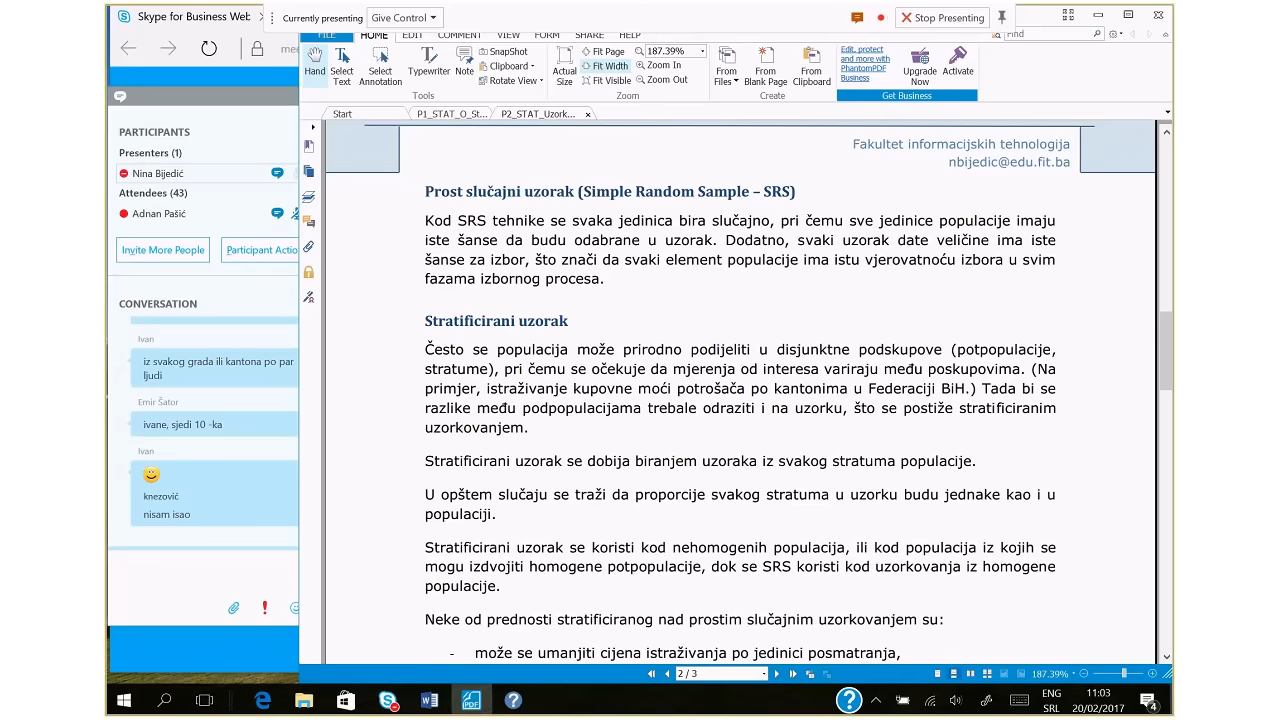 Skype for Business Web
Currently presenting
Give Control
Stop Presenting
FILE
HOME
EDIT
COMMENT
VIEW
FORM
SHARE
HELP
Find
Hand
Select
Text
Select
Annotation
Typewriter
Note
SnapShot
Clipboard
Rotate View
Tools
Actual
Size
Fit Page
Fit Width
Fit Visible
187.39%
Zoom In
Zoom Out
Zoom
From
Files
From
Blank Page
From
Clipboard
Create
Edit, protect
and more with
PhantomPDF
Business
Upgrade
Now
Activate
Get Business
Start
P1_STAT_O_St...
P2_STAT_Uzork...
PARTICIPANTS
Presenters (1)
Nina Bijedić
Attendees (43)
Adnan Pašić
Invite More People
Participant Actio
CONVERSATION
Ivan
iz svakog grada ili kantona po par
ljudi
Emir Šator
ivane, sjedi 10 -ka
Ivan
knezović
nisam isao
Fakultet informacijskih tehnologija
nbijedic@edu.fit.ba
Prost slučajni uzorak (Simple Random Sample – SRS)
Kod SRS tehnike se svaka jedinica bira slučajno, pri čemu sve jedinice populacije imaju
iste šanse da budu odabrane u uzorak. Dodatno, svaki uzorak date veličine ima iste
šanse za izbor, što znači da svaki element populacije ima istu vjerovatnoću izbora u svim
fazama izbornog procesa.
Stratificirani uzorak
Često se populacija može prirodno podijeliti u disjunktne podskupove (potpopulacije,
stratume), pri čemu se očekuje da mjerenja od interesa variraju među poskupovima. (Na
primjer, istraživanje kupovne moći potrošača po kantonima u Federaciji BiH.) Tada bi se
razlike među podpopulacijama trebale odraziti i na uzorku, što se postiže stratificiranim
uzorkovanjem.
Stratificirani uzorak se dobija biranjem uzoraka iz svakog stratuma populacije.
U opštem slučaju se traži da proporcije svakog stratuma u uzorku budu jednake kao i u
populaciji.
Stratificirani uzorak se koristi kod nehomogenih populacija, ili kod populacija iz kojih se
mogu izdvojiti homogene potpopulacije, dok se SRS koristi kod uzorkovanja iz homogene
populacije.
Neke od prednosti stratificiranog nad prostim slučajnim uzorkovanjem su:
- može se umanjiti cijena istraživanja po jedinici posmatranja,
2 / 3
187.39%
ENG
SRL
11:03
20/02/2017
4